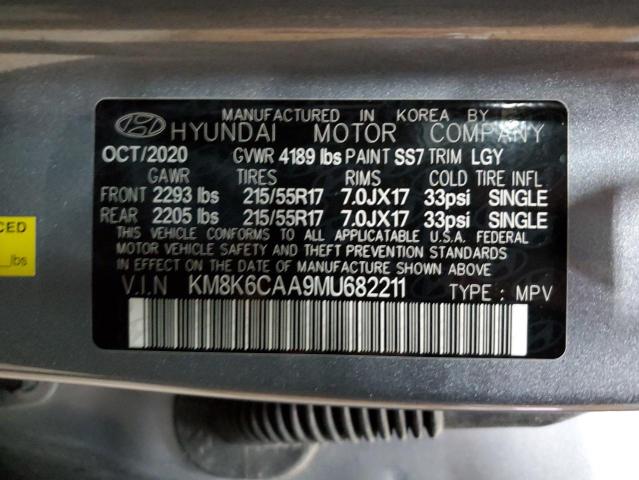 MANUFACTURED IN KOREA BY
HYUNDAI MOTOR COMPANY
OCT/2020 GVWR 4189 lbs PAINT SS7 TRIM LGY
GAWR TIRES RIMS COLD TIRE INFL
FRONT 2293 lbs 215/55R17 7.0JX17 33psi SINGLE
REAR 2205 lbs 215/55R17 7.0JX17 33psi SINGLE
THIS VEHICLE CONFORMS TO ALL APPLICATABLE U.S.A. FEDERAL
MOTOR VEHICLE SAFETY AND THEFT PREVENTION STANDARDS
IN EFFECT ON THE DATE OF MANUFACTURE SHOWN ABOVE
V.I.N KM8K6CAA9MU682211 TYPE : MPV
CED
lbs